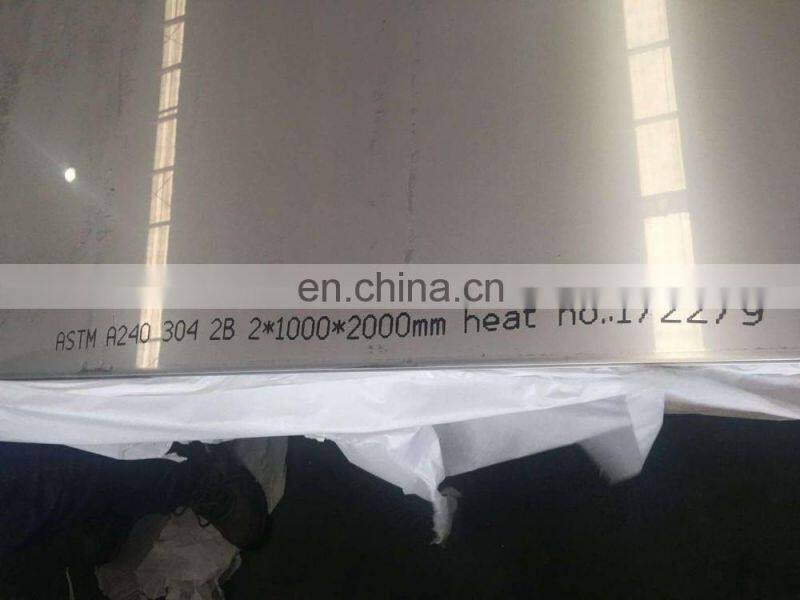 en.china.cn
ASTM A240 304 2B 2*1000*2000mm heat no..